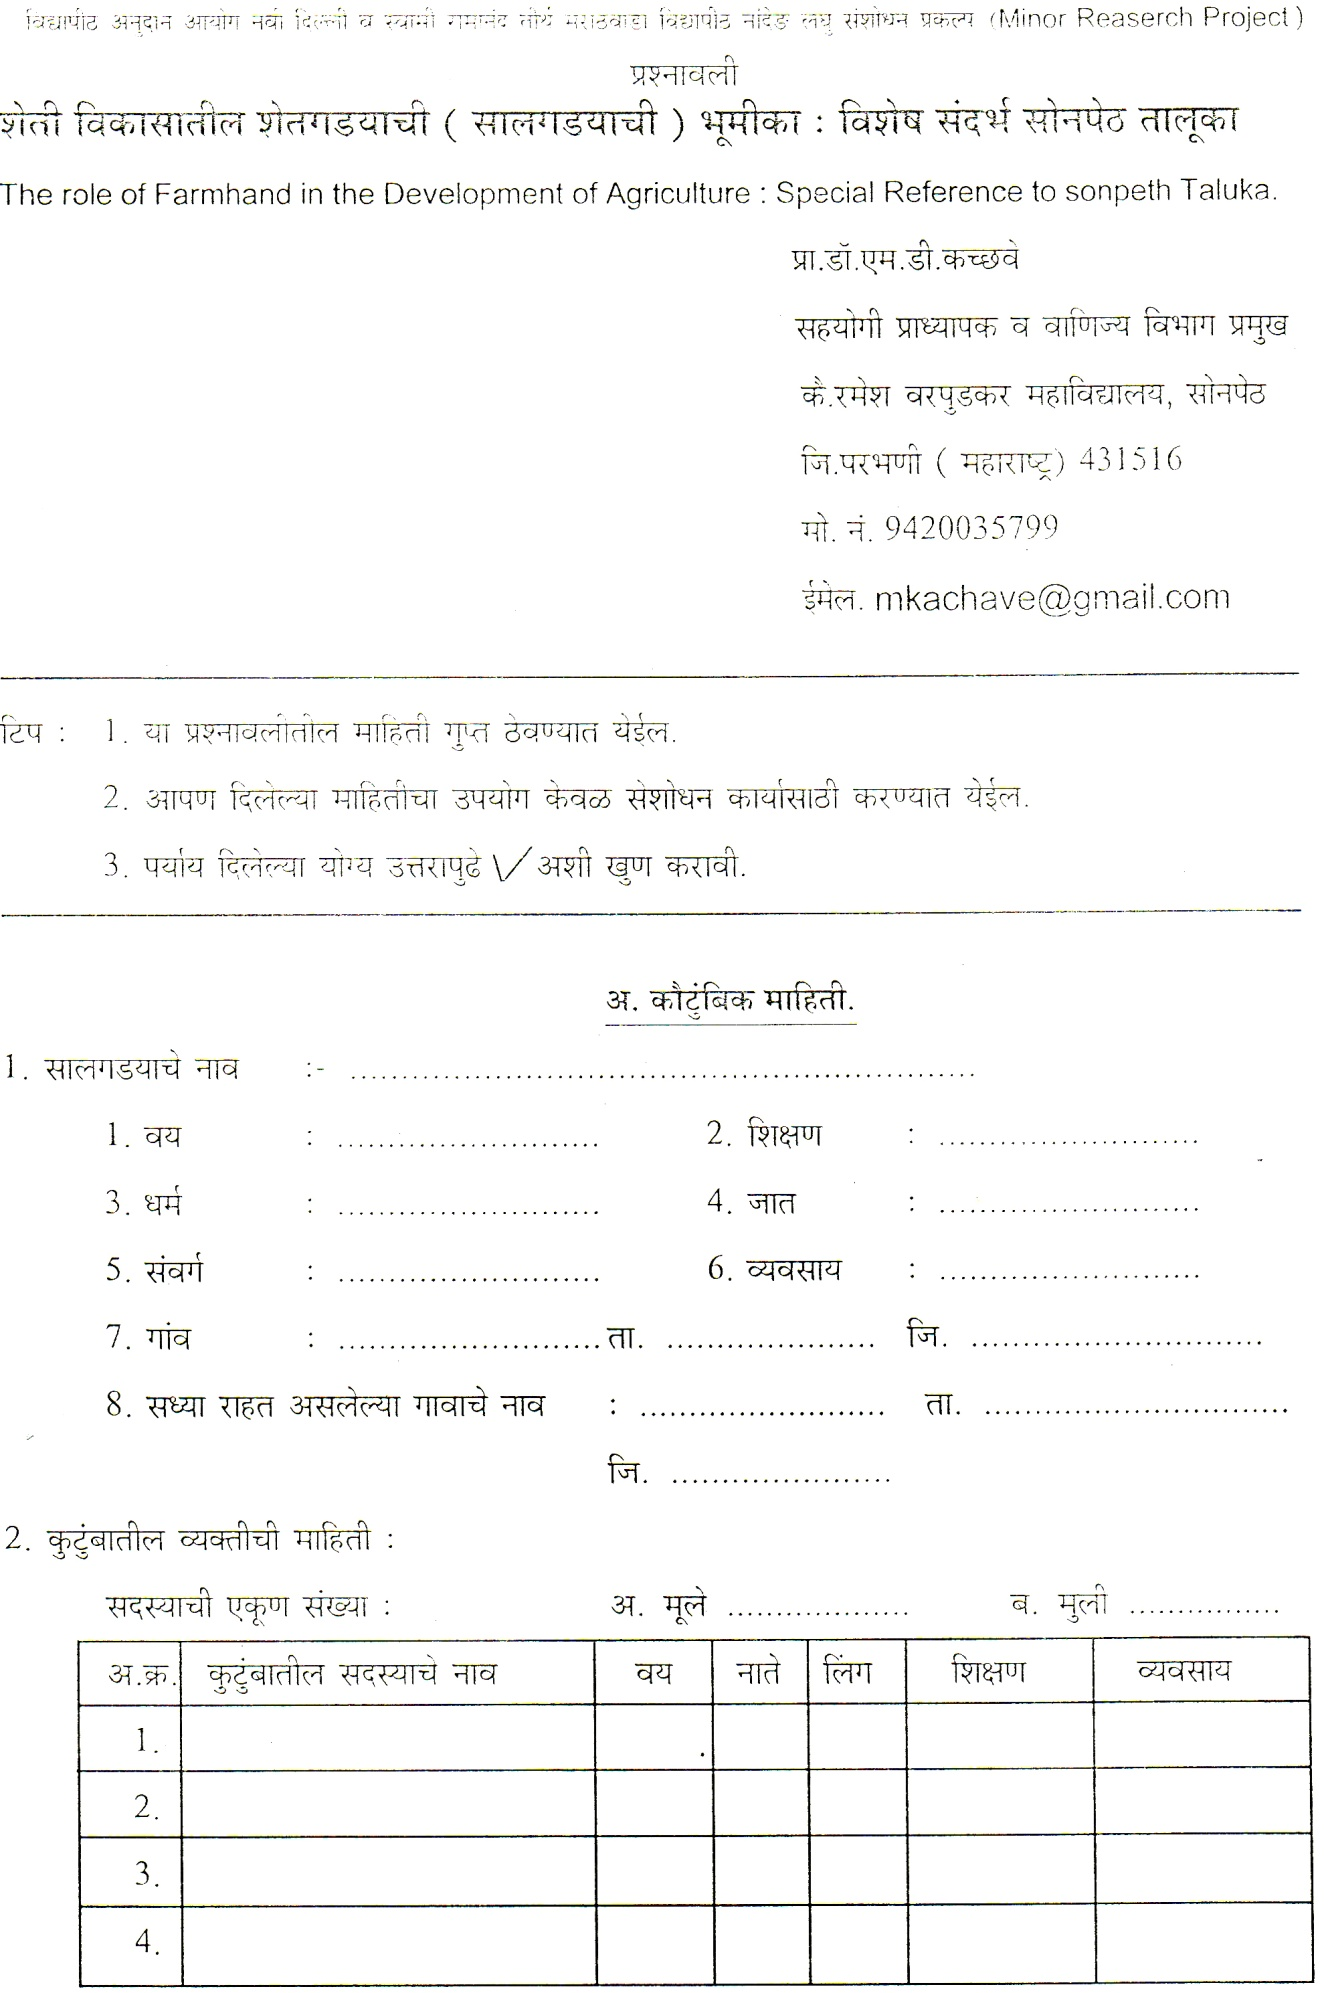 विद्यापीठ अनुदान आयोग नवी दिल्ली व स्वामी रामानंद तीर्थ मराठवाडा विद्यापीठ नांदेड लघु संशोधन प्रकल्प (Minor Reaserch Project)
प्रश्नावली
शेती विकासातील शेतगडयाची ( सालगडयाची ) भूमीका : विशेष संदर्भ सोनपेठ तालूका
The role of Farmhand in the Development of Agriculture : Special Reference to sonpeth Taluka.
प्रा.डॉ.एम.डी.कच्छवे
सहयोगी प्राध्यापक व वाणिज्य विभाग प्रमुख
कै.रमेश वरपुडकर महाविद्यालय, सोनपेठ
जि.परभणी ( महाराष्ट्र) 431516
मो. नं. 9420035799
ईमेल. mkachave@gmail.com
टिप : 1. या प्रश्नावलीतील माहिती गुप्त ठेवण्यात येईल.
2. आपण दिलेल्या माहितीचा उपयोग केवळ सेशोधन कार्यासाठी करण्यात येईल.
3. पर्याय दिलेल्या योग्य उत्तरापुढे \/ अशी खुण करावी.
अ. कौटुंबिक माहिती.
1. सालगडयाचे नाव :- ..............................................................
1. वय : .......................... 2. शिक्षण : ..........................
3. धर्म : .......................... 4. जात : ..........................
5. संवर्ग : .......................... 6. व्यवसाय : ..........................
7. गांव : .......................... ता. ..................... जि. .............................
8. सध्या राहत असलेल्या गावाचे नाव : ......................... ता. ..............................
जि. ......................
2. कुटुंबातील व्यक्तीची माहिती :
सदस्याची एकूण संख्या : अ. मूले ................... ब. मुली ................
अ.क्र. कुटुंबातील सदस्याचे नाव वय नाते लिंग शिक्षण व्यवसाय
1.
2.
3.
4.